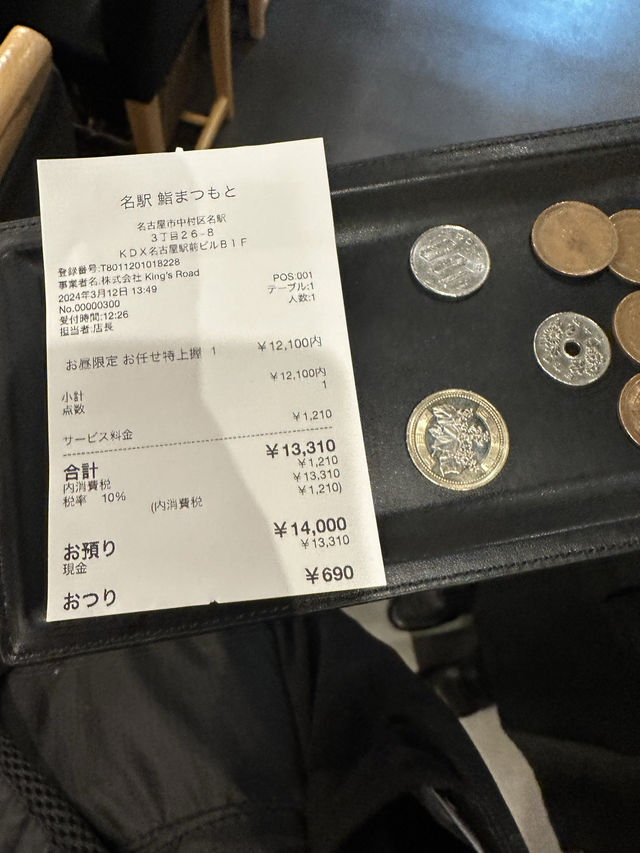 名駅 鮨まつもと
名古屋市中村区名駅
3丁目26-8
KDX名古屋駅前ビルB1F
登録番号:T8011201018228
事業者名:株式会社 King's Road
2024年3月12日 13:49 POS:001
No.00000300 テーブル:1
受付時間:12:26 人数:1
担当者:店長
お昼限定 お任せ特上握 1 ¥12,100内
小計 ¥12,100内
点数 1
サービス料金 ¥1,210
合計 ¥13,310
内消費税 ¥1,210
税率 10% ¥13,310
(内消費税 ¥1,210)
お預り ¥14,000
現金 ¥13,310
おつり ¥690